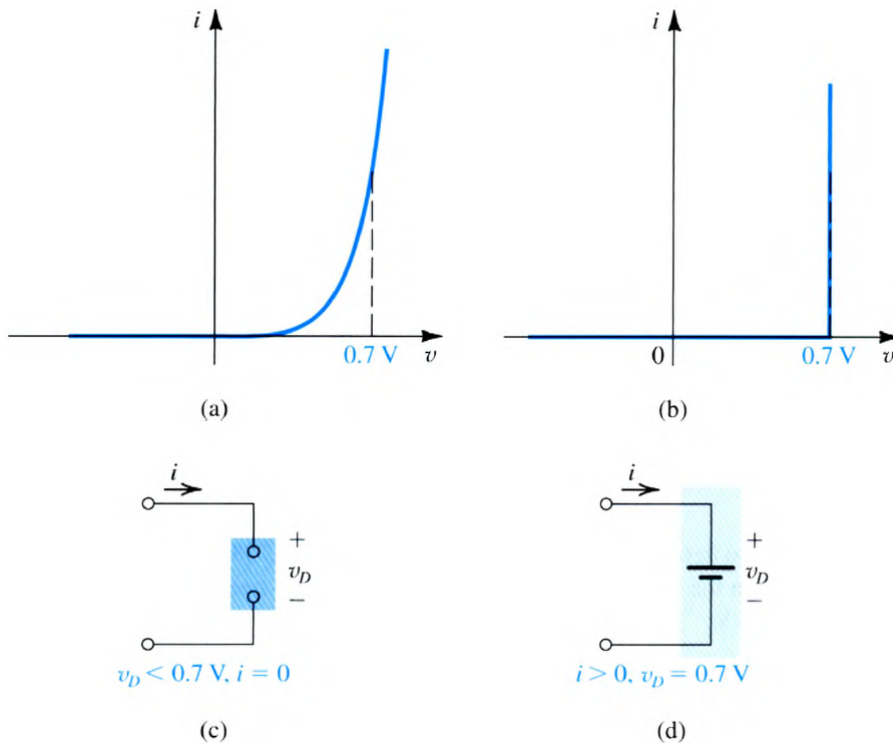 i
i
0.7 V
v
0
0.7 V
v
(a)
(b)
i
+
v_D
−
v_D < 0.7 V, i = 0
(c)
i
+
v_D
−
i > 0, v_D = 0.7 V
(d)